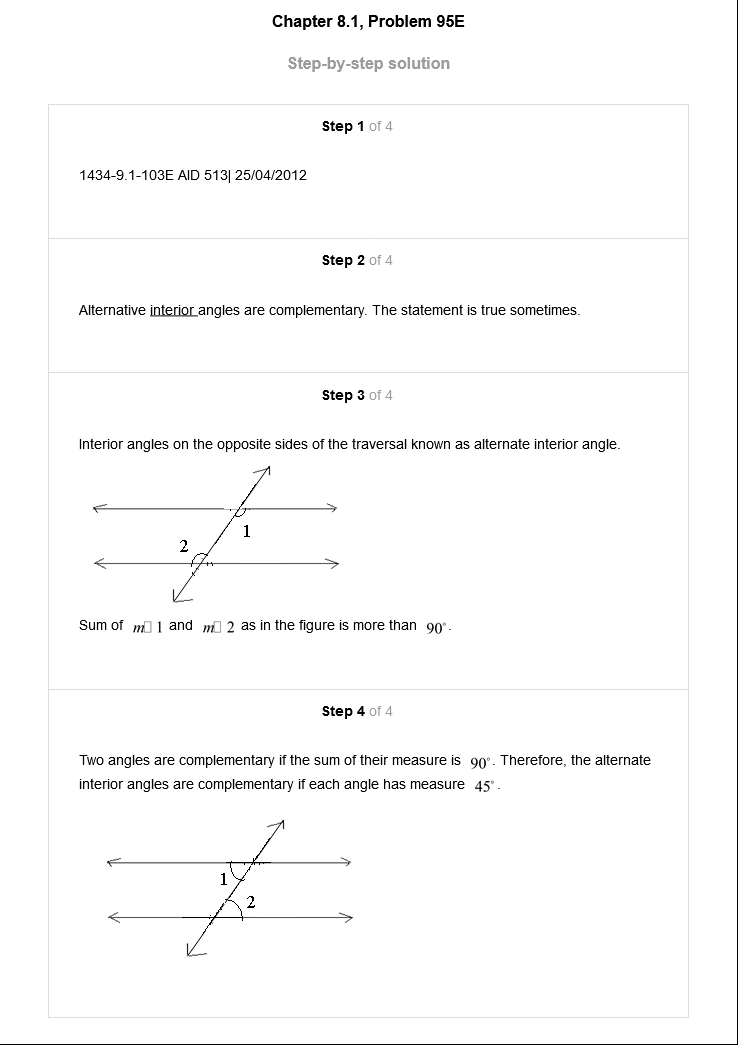 Chapter 8.1, Problem 95E
Step-by-step solution
Step 1 of 4
1434-9.1-103E AID 513| 25/04/2012
Step 2 of 4
Alternative interior angles are complementary. The statement is true sometimes.
Step 3 of 4
Interior angles on the opposite sides of the traversal known as alternate interior angle.
1
2
Sum of m□ 1 and m□ 2 as in the figure is more than 90°.
Step 4 of 4
Two angles are complementary if the sum of their measure is 90°. Therefore, the alternate
interior angles are complementary if each angle has measure 45°.
1
2